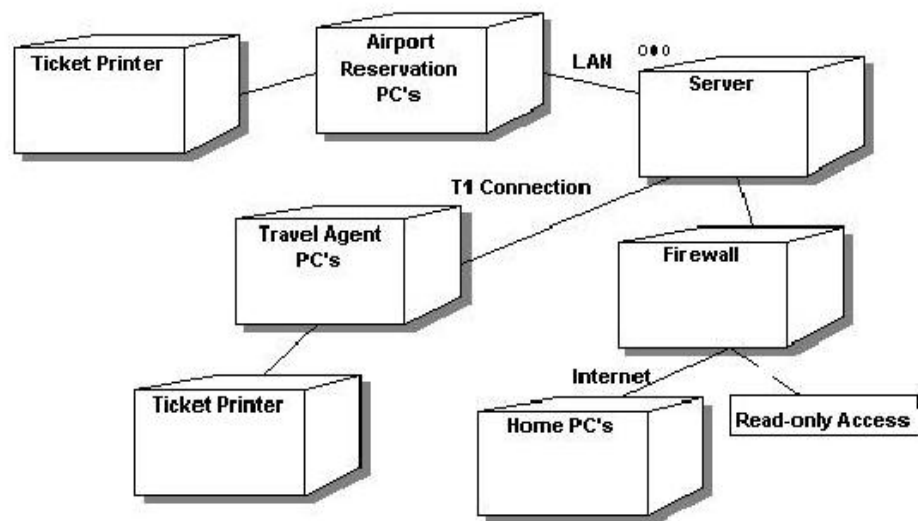 Ticket Printer
Airport
Reservation
PC's
LAN
Server
T1 Connection
Travel Agent
PC's
Firewall
Ticket Printer
Internet
Home PC's
Read-only Access